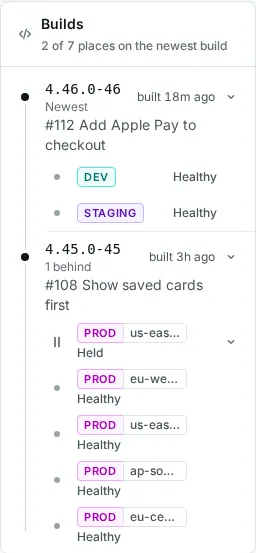 Builds
2 of 7 places on the newest build
4.46.0-46
built 18m ago
Newest
#112 Add Apple Pay to
checkout
DEV
Healthy
STAGING
Healthy
4.45.0-45
built 3h ago
1 behind
#108 Show saved cards
first
PROD us-eas...
Held
PROD eu-we...
Healthy
PROD us-eas...
Healthy
PROD ap-so...
Healthy
PROD eu-ce...
Healthy